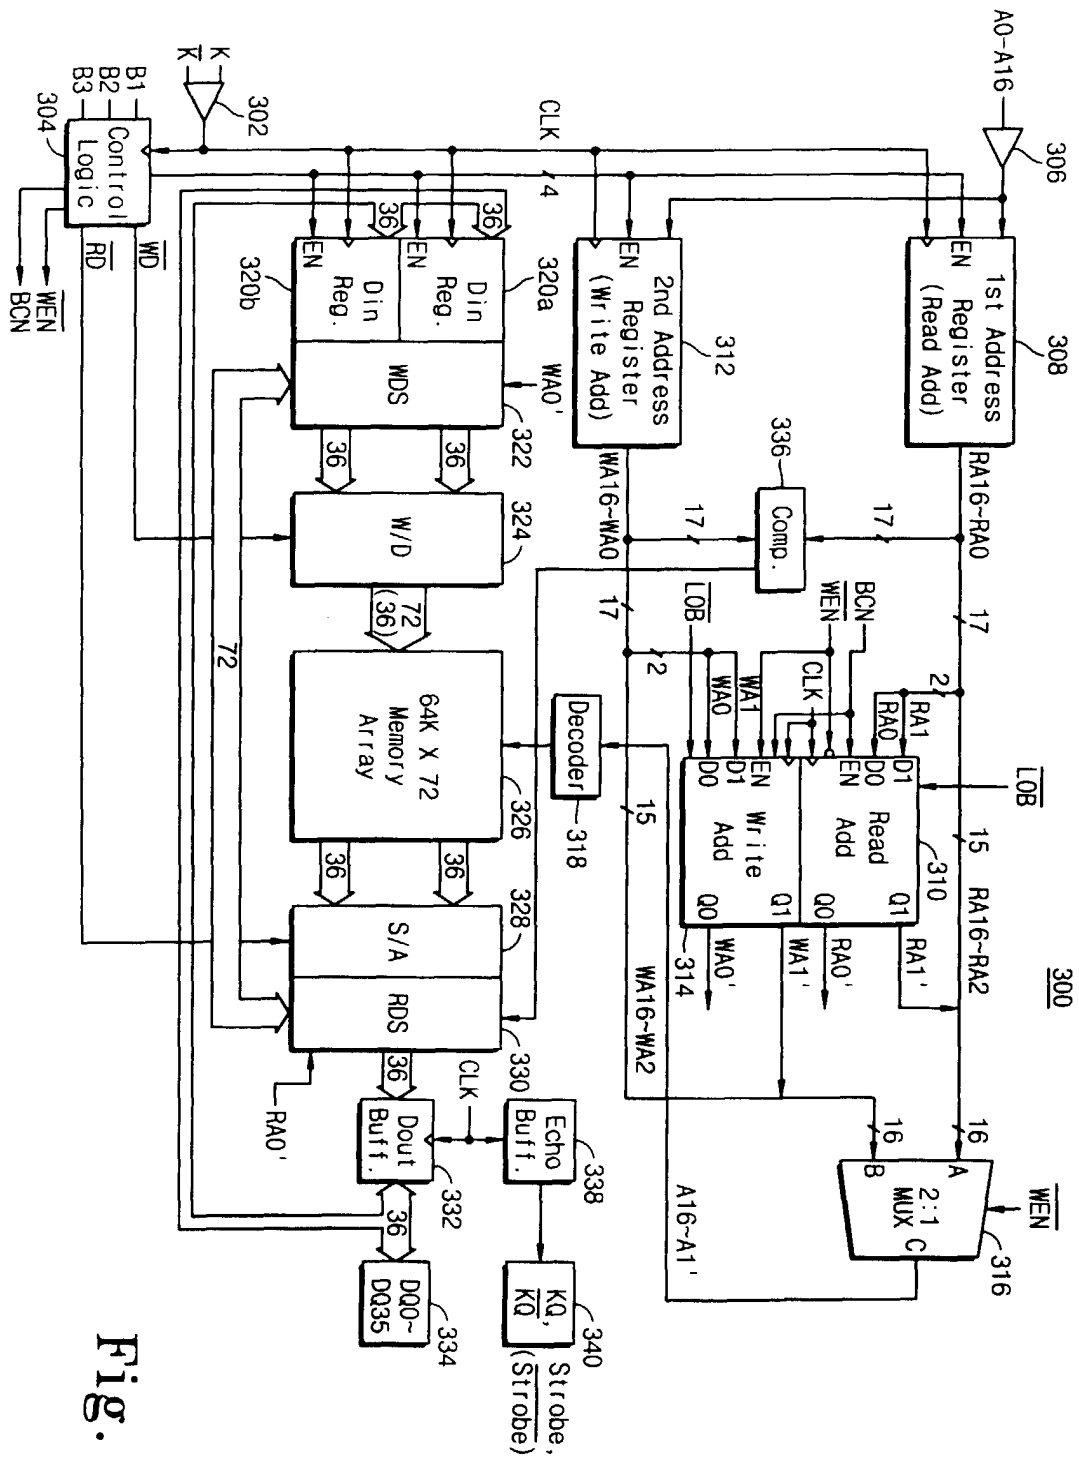 300
A0-A16
306
1st Address
Register
(Read Add)
EN
308
RA16~RA0
17
17
2
RA1
RA0
15
RA16~RA2
LOB
D1
D0
EN
Read
Add
Q1
Q0
310
RA1'
RA0'
16
A
B
2:1
MUX C
WEN
316
16
BCN
WEN
CLK
336
Comp.
17
CLK
4
2nd Address
Register
(Write Add)
EN
312
WA16~WA0
17
17
LOB
2
WA1
WA0
EN
D1
D0
Write
Add
Q1
Q0
314
WA1'
WA0'
15
WA16~WA2
A16~A1'
Decoder
318
K
K
302
B1
B2
B3
304
Control
Logic
WD
RD
WEN
BCN
36
36
EN
EN
Din
Reg.
Din
Reg.
320a
320b
WDS
WA0'
322
36
36
W/D
324
72
(36)
64K X 72
Memory
Array
326
72
36
36
S/A
328
RDS
330
RA0'
36
CLK
Dout
Buff.
332
Echo
Buff.
338
36
DQ0~
DQ35
334
KQ,
KQ
340
Strobe,
(Strobe)
Fig.